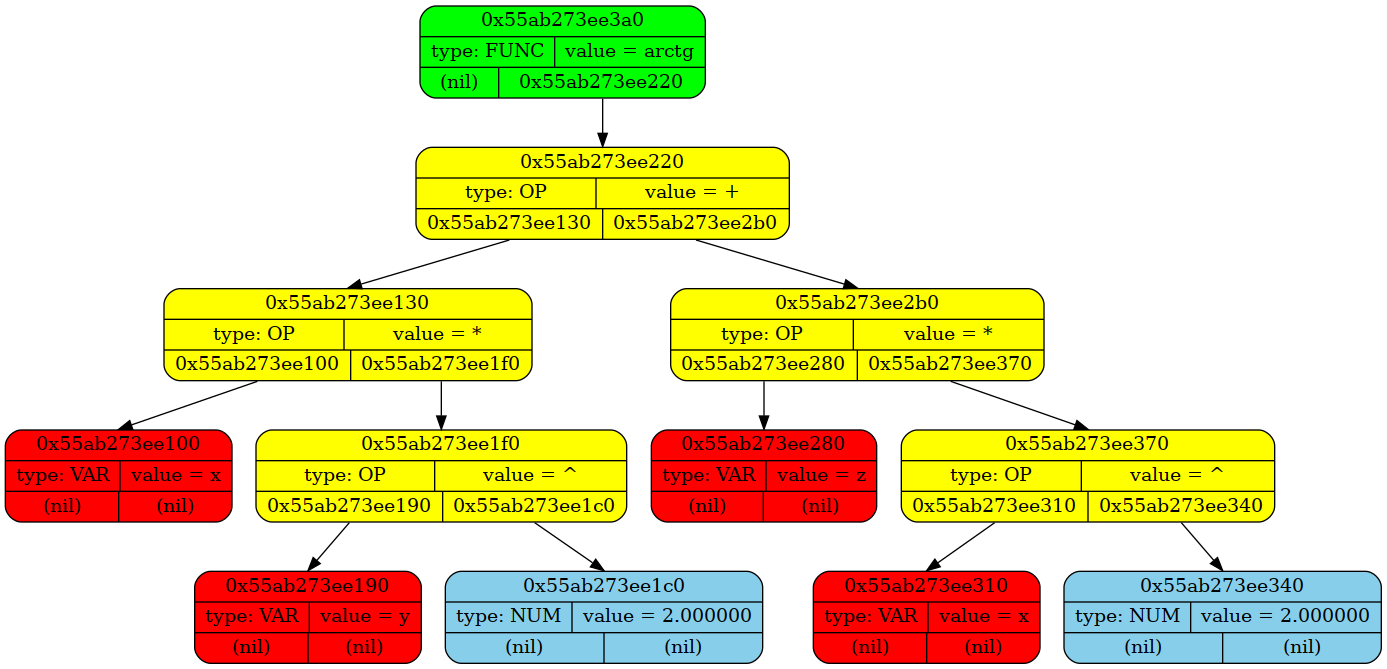 0x55ab273ee3a0
type: FUNC value = arctg
(nil) 0x55ab273ee220
0x55ab273ee220
type: OP value = +
0x55ab273ee130 0x55ab273ee2b0
0x55ab273ee130
type: OP value = *
0x55ab273ee100 0x55ab273ee1f0
0x55ab273ee2b0
type: OP value = *
0x55ab273ee280 0x55ab273ee370
0x55ab273ee100
type: VAR value = x
(nil) (nil)
0x55ab273ee1f0
type: OP value = ^
0x55ab273ee190 0x55ab273ee1c0
0x55ab273ee280
type: VAR value = z
(nil) (nil)
0x55ab273ee370
type: OP value = ^
0x55ab273ee310 0x55ab273ee340
0x55ab273ee190
type: VAR value = y
(nil) (nil)
0x55ab273ee1c0
type: NUM value = 2.000000
(nil) (nil)
0x55ab273ee310
type: VAR value = x
(nil) (nil)
0x55ab273ee340
type: NUM value = 2.000000
(nil) (nil)